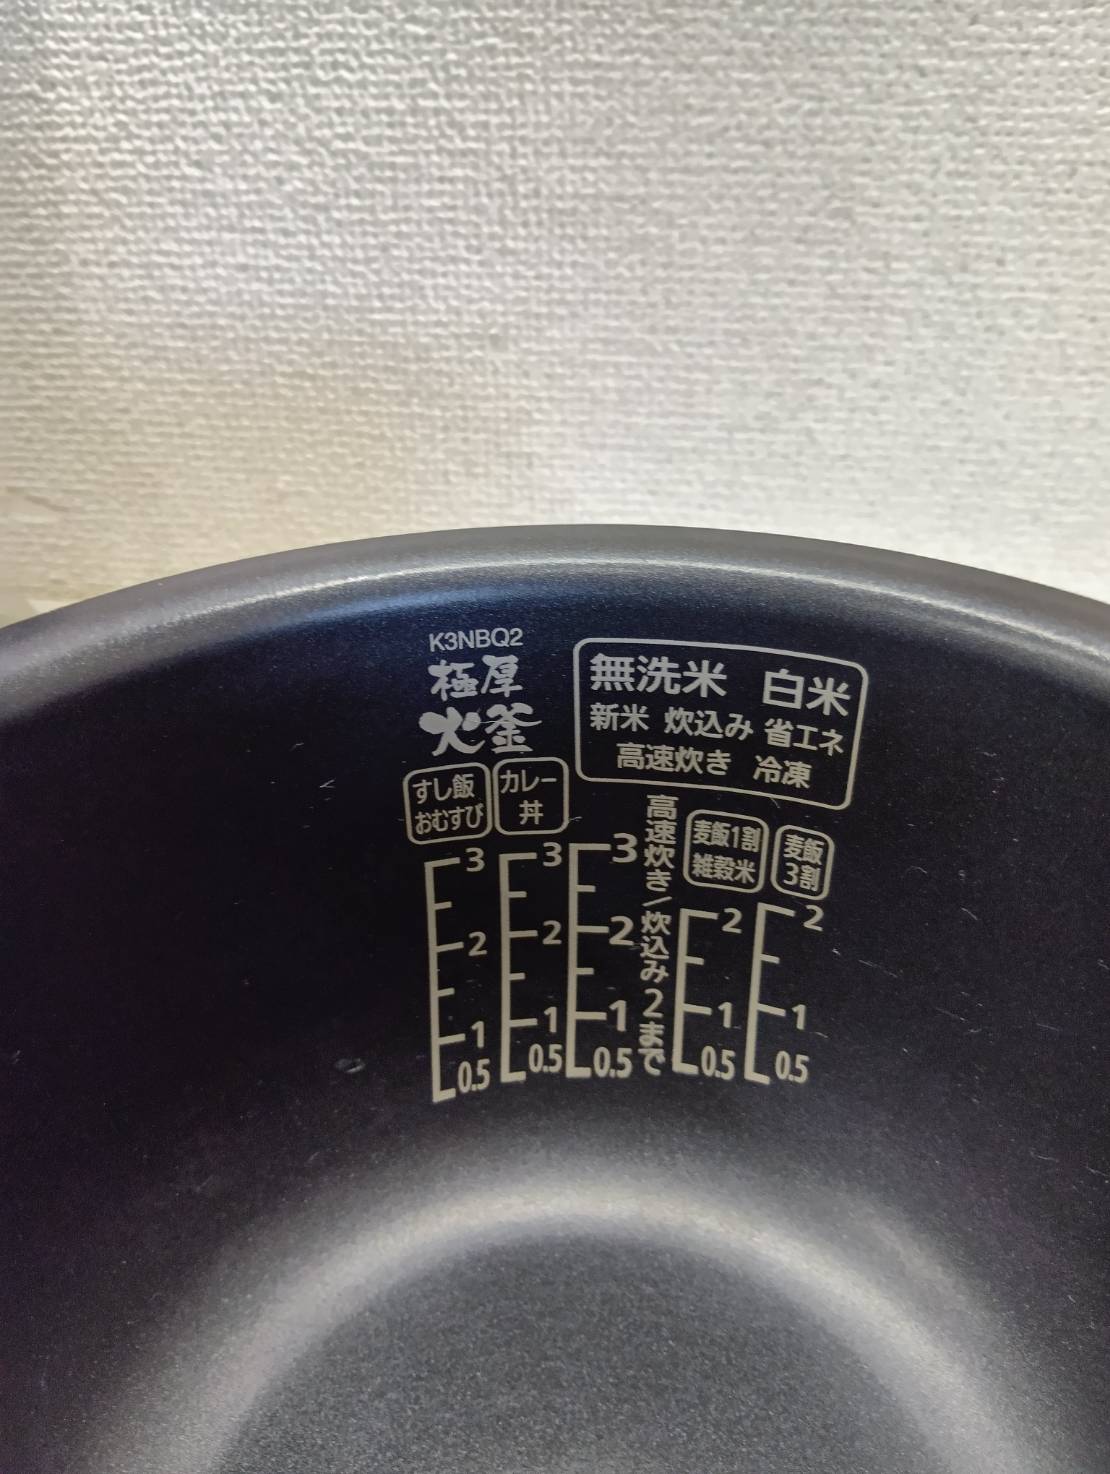 K3NBQ2
極厚
火釜
無洗米 白米
新米 炊込み 省エネ
高速炊き 冷凍
すし飯
おむすび
カレー
丼
高速炊き/炊込み2まで
麦飯1割
雑穀米
麦飯
3割
3
2
1
0.5
3
2
1
0.5
3
2
1
0.5
2
1
0.5
2
1
0.5